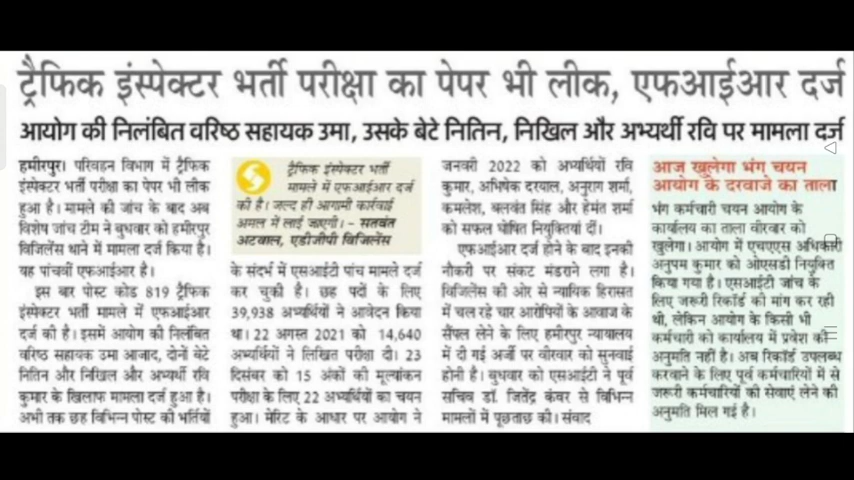 ट्रैफिक इंस्पेक्टर भर्ती परीक्षा का पेपर भी लीक, एफआईआर दर्ज
आयोग की निलंबित वरिष्ठ सहायक उमा, उसके बेटे नितिन, निखिल और अभ्यर्थी रवि पर मामला दर्ज
हमीरपुर। परिवहन विभाग में ट्रैफिक
इंस्पेक्टर भर्ती परीक्षा का पेपर भी लीक
हुआ है। मामले की जांच के बाद अब
विशेष जांच टीम ने बुधवार को हमीरपुर
विजिलेंस थाने में मामला दर्ज किया है।
यह पांचवीं एफआईआर है।
इस बार पोस्ट कोड 819 ट्रैफिक
इंस्पेक्टर भर्ती मामले में एफआईआर
दर्ज की है। इसमें आयोग की निलंबित
वरिष्ठ सहायक उमा आजाद, दोनों बेटे
नितिन और निखिल और अभ्यर्थी रवि
कुमार के खिलाफ मामला दर्ज हुआ है।
अभी तक छह विभिन्न पोस्ट की भर्तियों
ट्रैफिक इंस्पेक्टर भर्ती
मामले में एफआईआर दर्ज
की है। जल्द ही आगामी कार्रवाई
अमल में लाई जाएगी। - सतवंत
अटवाल, एडीजीपी विजिलेंस
के संदर्भ में एसआईटी पांच मामले दर्ज
कर चुकी है। छह पदों के लिए
39,938 अभ्यर्थियों ने आवेदन किया
था। 22 अगस्त 2021 को 14,640
अभ्यर्थियों ने लिखित परीक्षा दी। 23
दिसंबर को 15 अंकों की मूल्यांकन
परीक्षा के लिए 22 अभ्यर्थियों का चयन
हुआ। मेरिट के आधार पर आयोग ने
जनवरी 2022 को अभ्यर्थियों रवि
कुमार, अभिषेक दरयाल, अनुराग शर्मा,
कमलेश, बलवंत सिंह और हेमंत शर्मा
को सफल घोषित नियुक्तियां दीं।
एफआईआर दर्ज होने के बाद इनकी
नौकरी पर संकट मंडराने लगा है।
विजिलेंस की ओर से न्यायिक हिरासत
में चल रहे चार आरोपियों के आवाज के
सैंपल लेने के लिए हमीरपुर न्यायालय
में दी गई अर्जी पर वीरवार को सुनवाई
होनी है। बुधवार को एसआईटी ने पूर्व
सचिव डॉ. जितेंद्र कंवर से विभिन्न
मामलों में पूछताछ की। संवाद
आज खुलेगा भंग चयन
आयोग के दरवाजे का ताला
भंग कर्मचारी चयन आयोग के
कार्यालय का ताला वीरवार को
खुलेगा। आयोग में एचएएस अधिकारी
अनुपम कुमार को ओएसडी नियुक्ति
किया गया है। एसआईटी जांच के
लिए जरूरी रिकॉर्ड की मांग कर रही
थी, लेकिन आयोग के किसी भी
कर्मचारी को कार्यालय में प्रवेश की
अनुमति नहीं है। अब रिकॉर्ड उपलब्ध
करवाने के लिए पूर्व कर्मचारियों में से
जरूरी कर्मचारियों की सेवाएं लेने की
अनुमति मिल गई है।